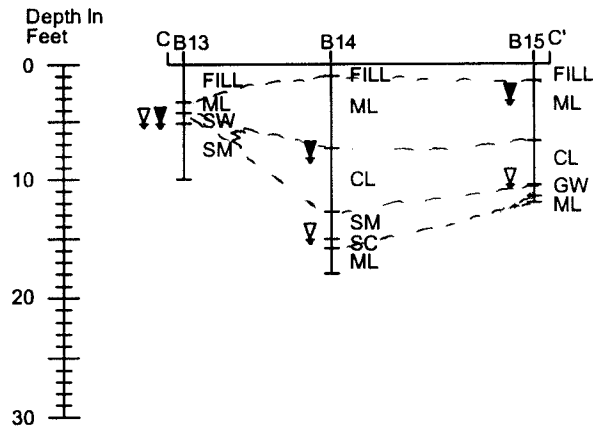 Depth In
Feet
C B13 B14 B15 C'
0
FILL FILL FILL
ML ML ML
SW
SM CL CL
10
GW
SM ML
SC
ML
20
30